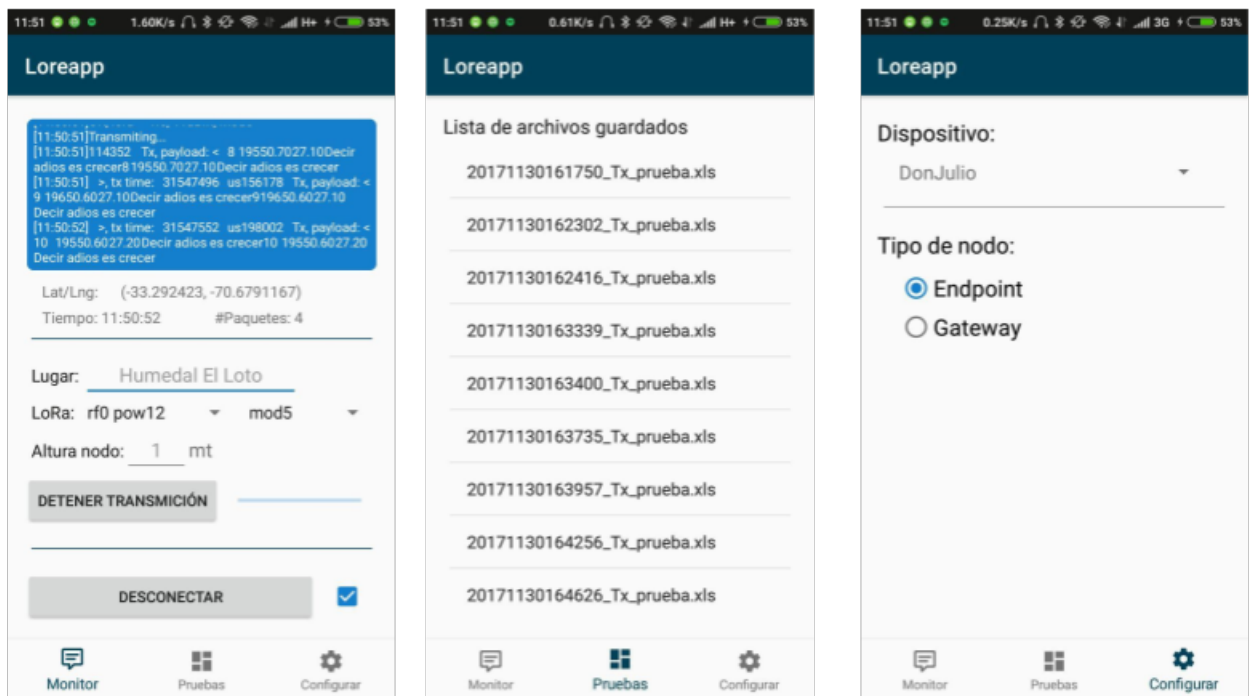 11:51 1.60K/s H+ 53%
Loreapp
[11:50:51]Transmiting...
[11:50:51]114352 Tx, payload: < 8 19550.7027.10Decir
adios es crecer8 19550.7027.10Decir adios es crecer
[11:50:51] >, tx time: 31547496 us156178 Tx, payload: <
9 19650.6027.10Decir adios es crecer919650.6027.10
Decir adios es crecer
[11:50:52] >, tx time: 31547552 us198002 Tx, payload: <
10 19550.6027.20Decir adios es crecer10 19550.6027.20
Decir adios es crecer
Lat/Lng: (-33.292423, -70.6791167)
Tiempo: 11:50:52 #Paquetes: 4
Lugar: Humedal El Loto
LoRa: rf0 pow12 mod5
Altura nodo: 1 mt
DETENER TRANSMICIÓN
DESCONECTAR
Monitor Pruebas Configurar
11:51 0.61K/s H+ 53%
Loreapp
Lista de archivos guardados
20171130161750_Tx_prueba.xls
20171130162302_Tx_prueba.xls
20171130162416_Tx_prueba.xls
20171130163339_Tx_prueba.xls
20171130163400_Tx_prueba.xls
20171130163735_Tx_prueba.xls
20171130163957_Tx_prueba.xls
20171130164256_Tx_prueba.xls
20171130164626_Tx_prueba.xls
Monitor Pruebas Configurar
11:51 0.25K/s 3G 53%
Loreapp
Dispositivo:
DonJulio
Tipo de nodo:
Endpoint
Gateway
Monitor Pruebas Configurar